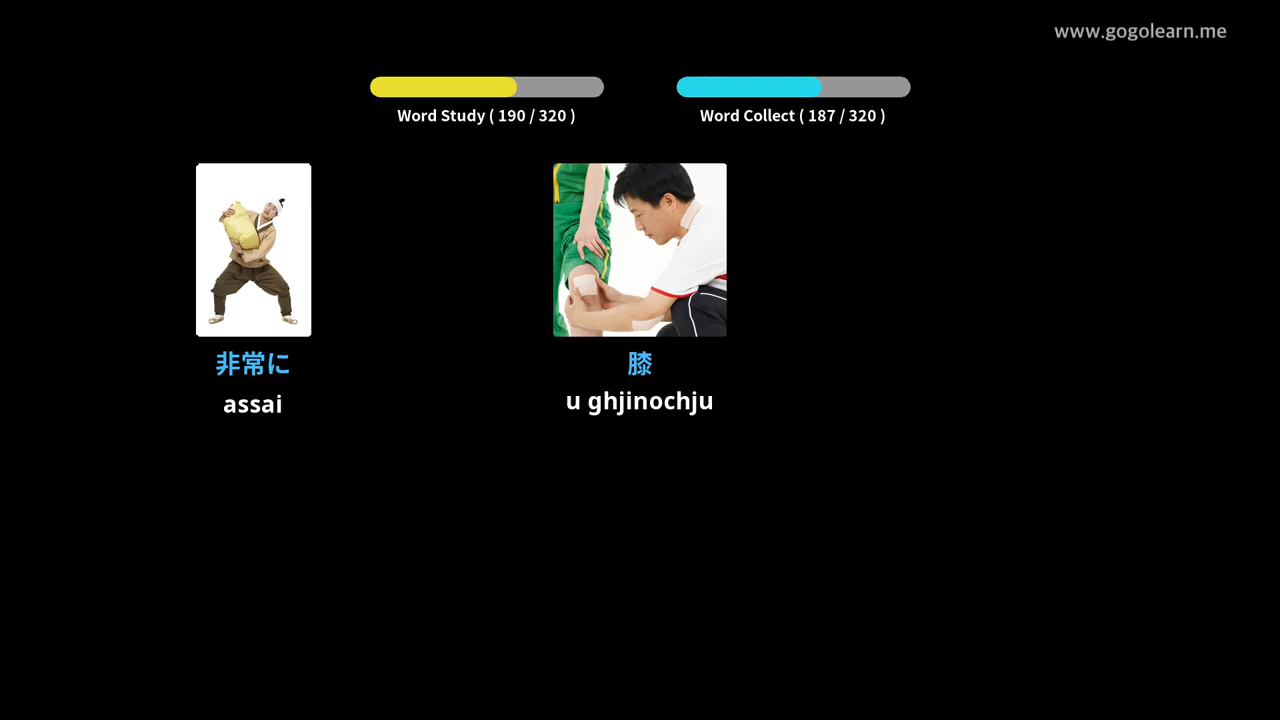 www.gogolearn.me
Word Study ( 190 / 320 )
Word Collect ( 187 / 320 )
非常に
assai
膝
u ghjinochju